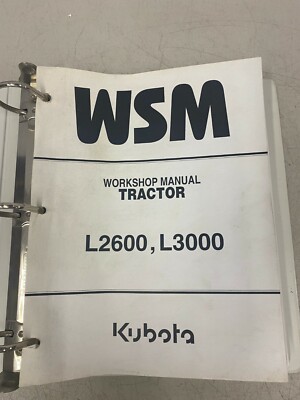 WSM
WORKSHOP MANUAL
TRACTOR
L2600, L3000
Kubota